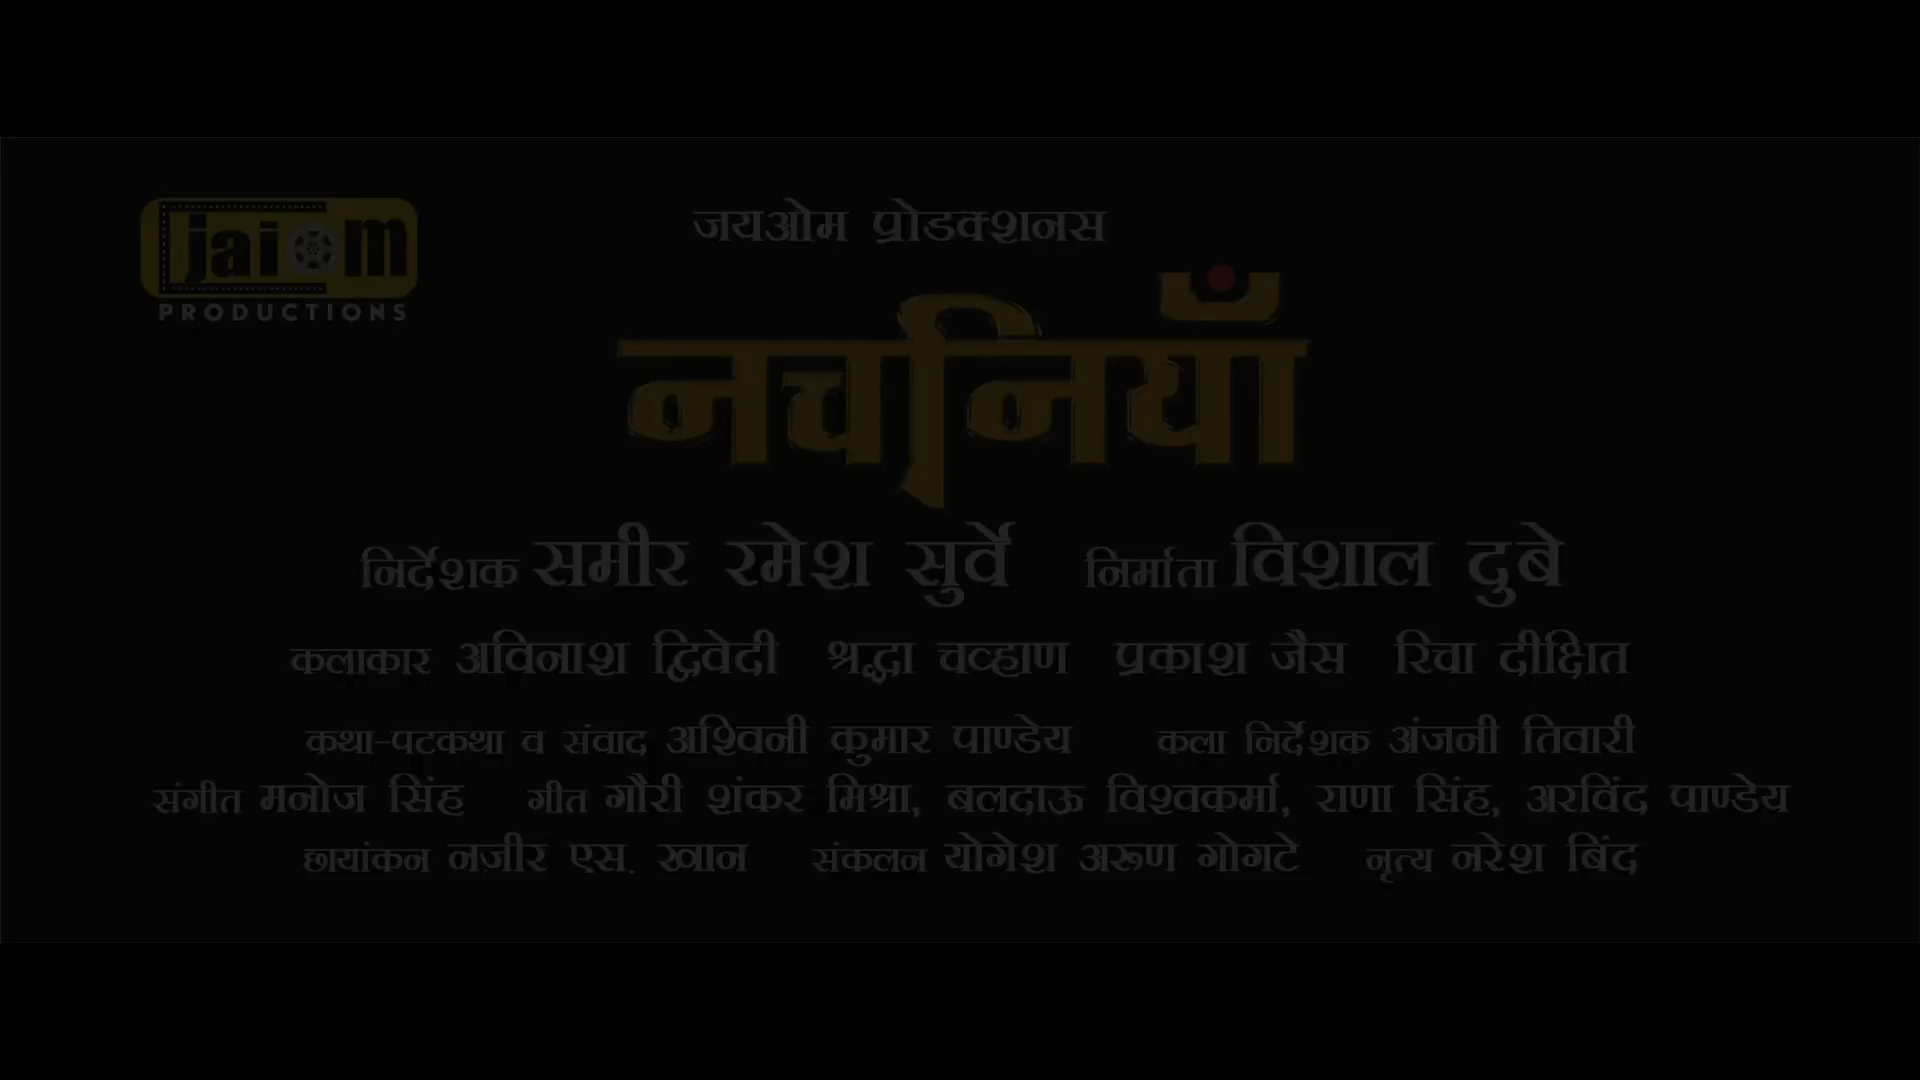 jaiom
PRODUCTIONS
जयओम प्रोडक्शनस
नचनियाँ
निर्देशक समीर रमेश सुर्वे निर्माता विशाल दुबे
कलाकार अविनाश द्विवेदी श्रद्धा चव्हाण प्रकाश जैस रिचा दीक्षित
कथा-पटकथा व संवाद अश्विनी कुमार पाण्डेय कला निर्देशक अंजनी तिवारी
संगीत मनोज सिंह गीत गौरी शंकर मिश्रा, बलदाऊ विश्वकर्मा, राणा सिंह, अरविंद पाण्डेय
छायांकन नजीर एस. खान संकलन योगेश अरूण गोगटे नृत्य नरेश बिंद